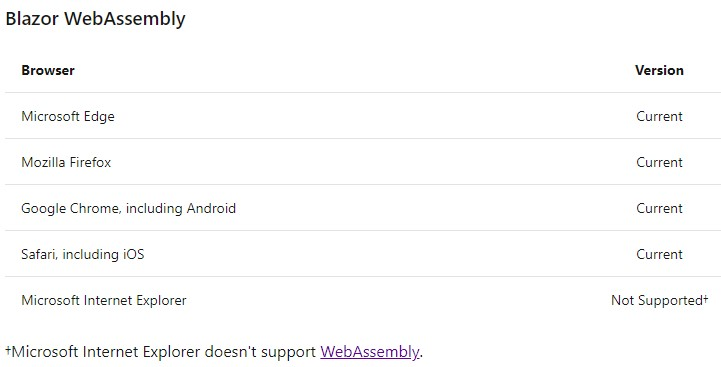 Blazor WebAssembly
Browser Version
Microsoft Edge Current
Mozilla Firefox Current
Google Chrome, including Android Current
Safari, including iOS Current
Microsoft Internet Explorer Not Supported†
†Microsoft Internet Explorer doesn't support WebAssembly.